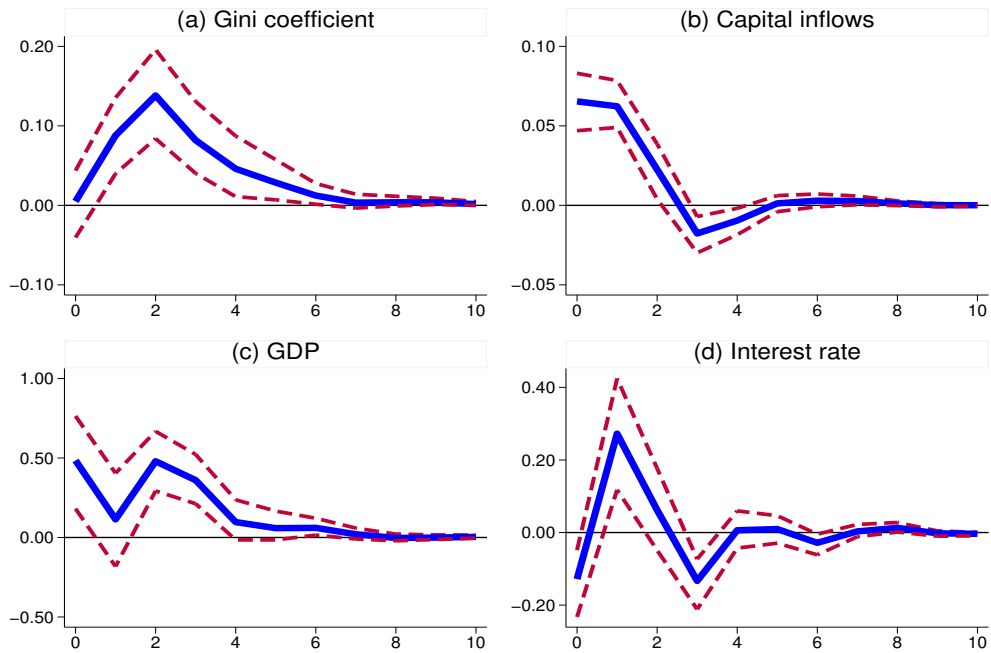 (a) Gini coefficient
0.20
0.10
0.00
−0.10
0 2 4 6 8 10
(b) Capital inflows
0.10
0.05
0.00
−0.05
0 2 4 6 8 10
(c) GDP
1.00
0.50
0.00
−0.50
0 2 4 6 8 10
(d) Interest rate
0.40
0.20
0.00
−0.20
0 2 4 6 8 10